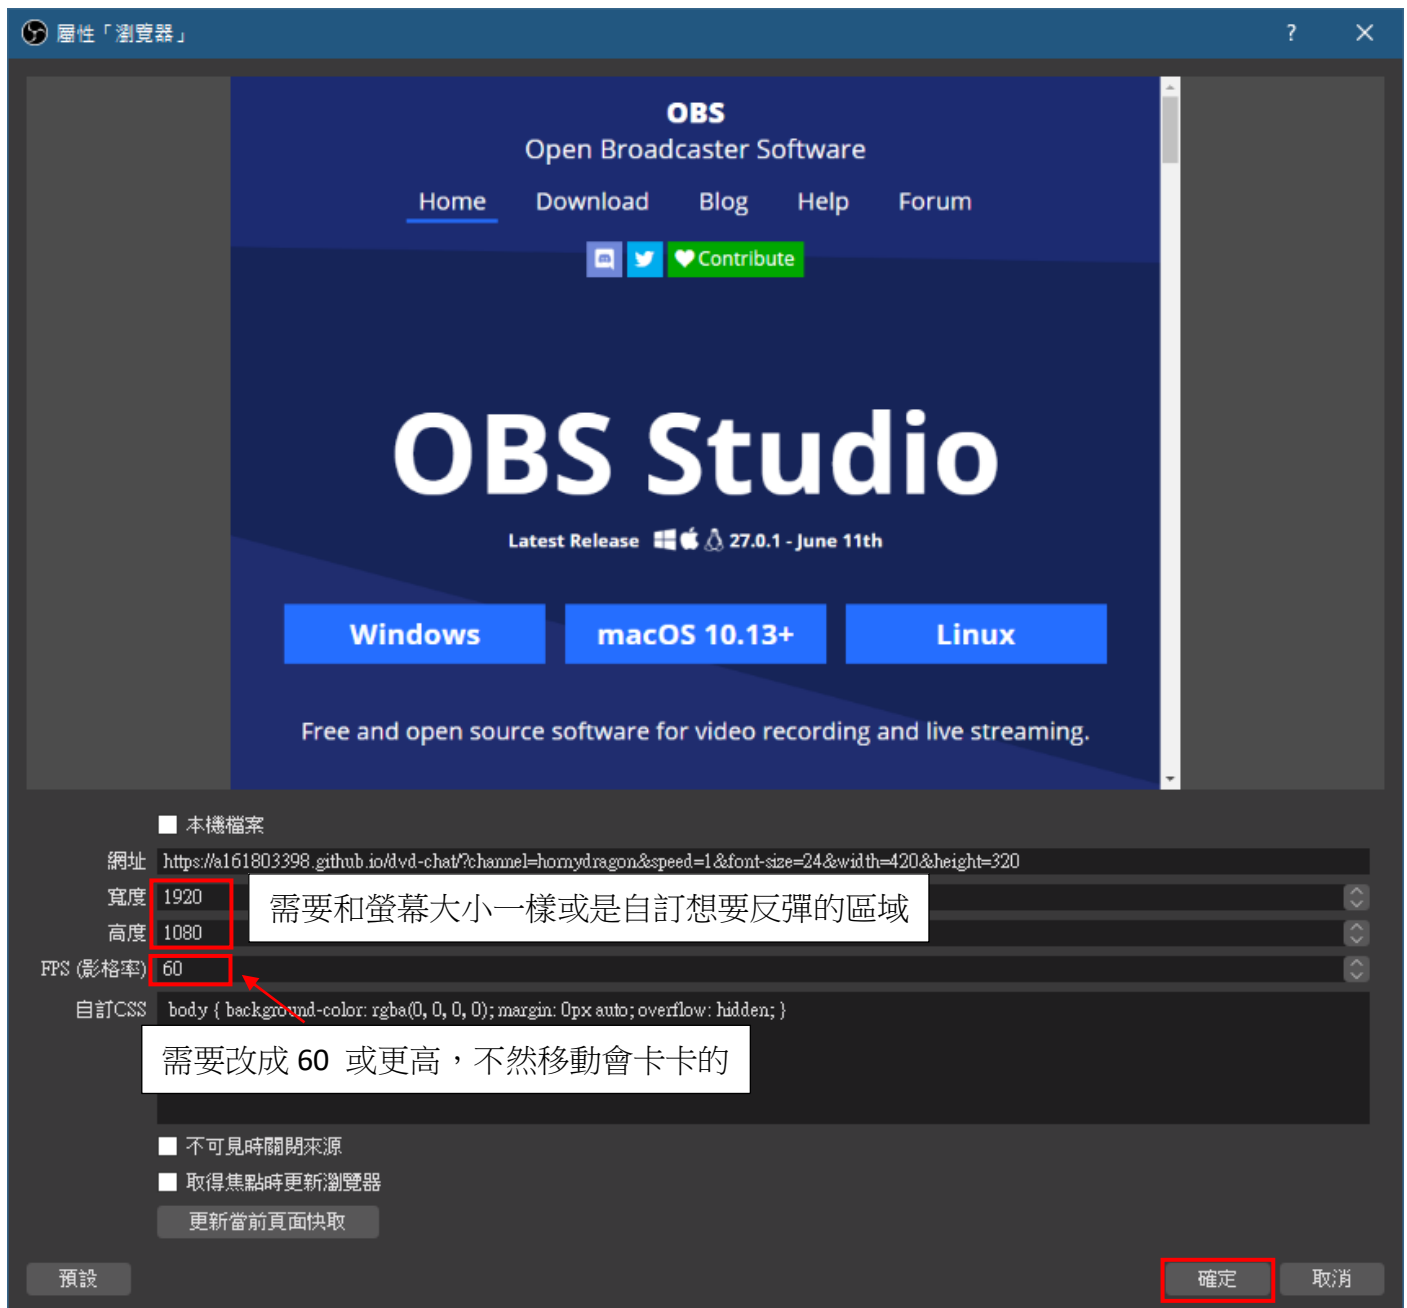 屬性「瀏覽器」
?
OBS
Open Broadcaster Software
Home Download Blog Help Forum
Contribute
OBS Studio
Latest Release 27.0.1 - June 11th
Windows macOS 10.13+ Linux
Free and open source software for video recording and live streaming.
本機檔案
網址 https://a161803398.github.io/dvd-chat/?channel=hornydragon&speed=1&font-size=24&width=420&height=320
寬度 1920
需要和螢幕大小一樣或是自訂想要反彈的區域
高度 1080
FPS (影格率) 60
自訂CSS body { background-color: rgba(0, 0, 0, 0); margin: 0px auto; overflow: hidden; }
需要改成 60 或更高，不然移動會卡卡的
不可見時關閉來源
取得焦點時更新瀏覽器
更新當前頁面快取
預設 確定 取消